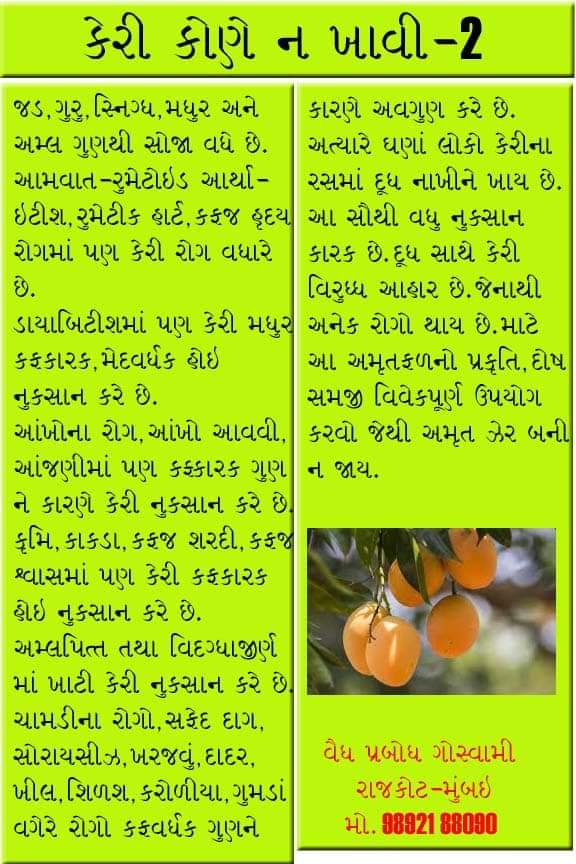 કેરી કોણે ન ખાવી-2
જડ,ગુરુ,સ્નિગ્ધ,મધુર અને
અમ્લ ગુણથી સોજા વધે છે.
આમવાત-રુમેટોઇડ આર્થા-
ઇટીશ,રુમેટીક હાર્ટ,કફજ હૃદય
રોગમાં પણ કેરી રોગ વધારે
છે.
ડાયાબિટીશમાં પણ કેરી મધુર
કફકારક,મેદવર્ધક હોઇ
નુકસાન કરે છે.
આંખોના રોગ,આંખો આવવી,
આંજણીમાં પણ કફકારક ગુણ
ને કારણે કેરી નુકસાન કરે છે.
કૃમિ,કાકડા,કફજ શરદી,કફજ
શ્વાસમાં પણ કેરી કફકારક
હોઇ નુકસાન કરે છે.
અમ્લપિત્ત તથા વિદગ્ધાજીર્ણ
માં ખાટી કેરી નુકસાન કરે છે.
ચામડીના રોગો,સફેદ દાગ,
સોરાયસીઝ,ખરજવું,દાદર,
ખીલ,શિળશ,કરોળીયા,ગુમડાં
વગેરે રોગો કફવર્ધક ગુણને
કારણે અવગુણ કરે છે.
અત્યારે ઘણાં લોકો કેરીના
રસમાં દૂધ નાખીને ખાય છે.
આ સૌથી વધુ નુકસાન
કારક છે.દૂધ સાથે કેરી
વિરુધ્ધ આહાર છે.જેનાથી
અનેક રોગો થાય છે.માટે
આ અમૃતફળનો પ્રકૃતિ,દોષ
સમજી વિવેકપૂર્ણ ઉપયોગ
કરવો જેથી અમૃત ઝેર બની
ન જાય.
વૈધ પ્રબોધ ગોસ્વામી
રાજકોટ-મુંબઇ
મો. 98921 88090